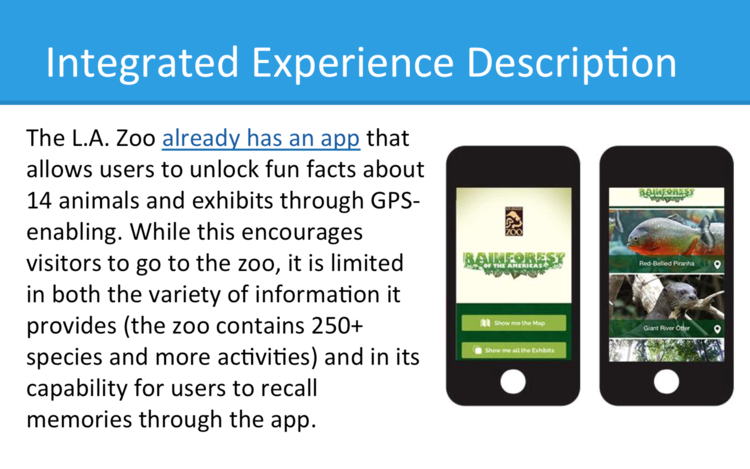 Integrated Experience Description
The L.A. Zoo already has an app that
allows users to unlock fun facts about
14 animals and exhibits through GPS-
enabling. While this encourages
visitors to go to the zoo, it is limited
in both the variety of information it
provides (the zoo contains 250+
species and more activities) and in its
capability for users to recall
memories through the app.
ZOO
RAINFOREST
OF THE AMERICAS
Show me the Map
Show me all the Exhibits
RAINFOREST
Red-Bellied Piranha
Giant River Otter